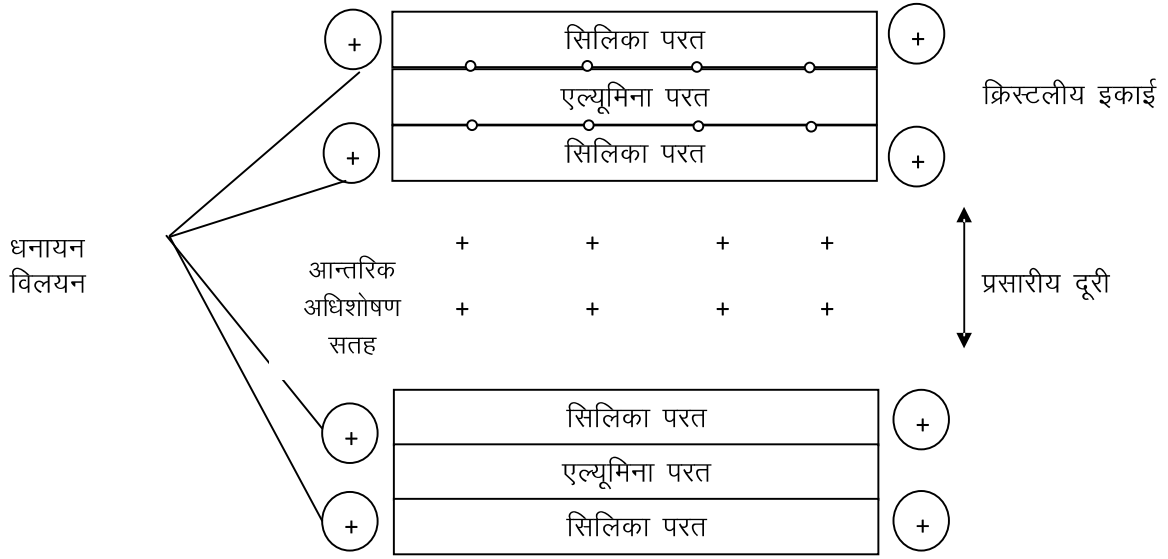 +
सिलिका परत
+
एल्यूमिना परत
क्रिस्टलीय इकाई
+
सिलिका परत
+
धनायन
विलयन
आन्तरिक
अधिशोषण
सतह
+ + + +
+ + + +
प्रसारीय दूरी
+
सिलिका परत
+
एल्यूमिना परत
+
सिलिका परत
+